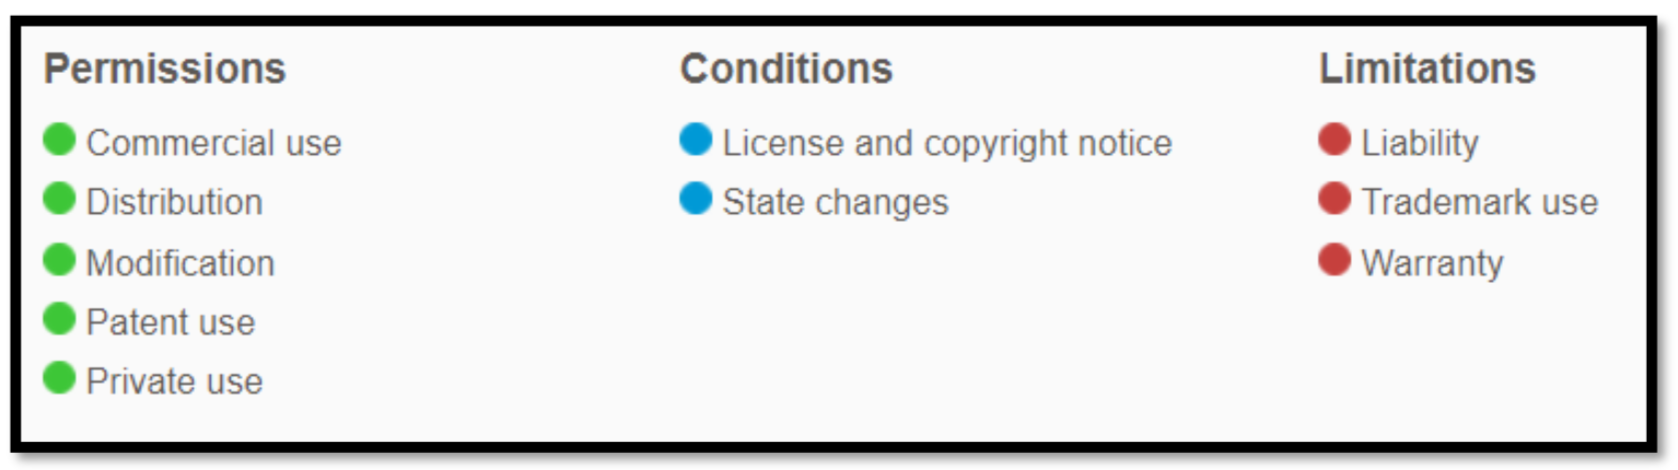 Permissions
Commercial use
Distribution
Modification
Patent use
Private use
Conditions
License and copyright notice
State changes
Limitations
Liability
Trademark use
Warranty